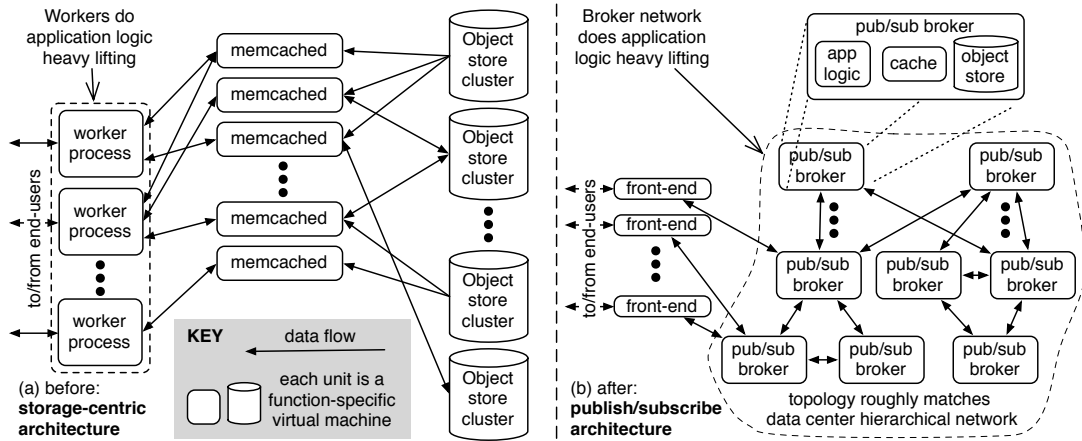 Workers do
application logic
heavy lifting
worker
process
worker
process
worker
process
to/from end-users
memcached
memcached
memcached
memcached
memcached
Object
store
cluster
Object
store
cluster
Object
store
cluster
Object
store
cluster
KEY
data flow
each unit is a
function-specific
virtual machine
(a) before:
storage-centric
architecture
Broker network
does application
logic heavy lifting
pub/sub broker
app
logic
cache
object
store
to/from end-users
front-end
front-end
front-end
pub/sub
broker
pub/sub
broker
pub/sub
broker
pub/sub
broker
pub/sub
broker
pub/sub
broker
pub/sub
broker
pub/sub
broker
topology roughly matches
data center hierarchical network
(b) after:
publish/subscribe
architecture